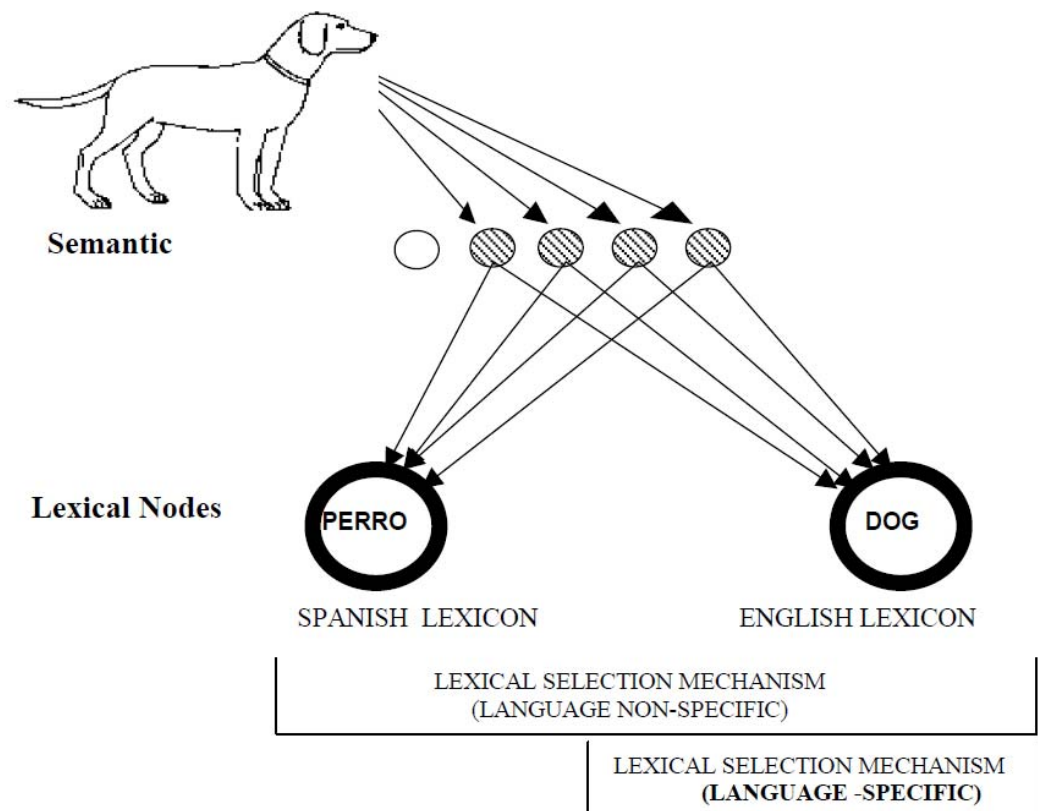 Semantic
Lexical Nodes
PERRO
DOG
SPANISH LEXICON
ENGLISH LEXICON
LEXICAL SELECTION MECHANISM
(LANGUAGE NON-SPECIFIC)
LEXICAL SELECTION MECHANISM
(LANGUAGE -SPECIFIC)